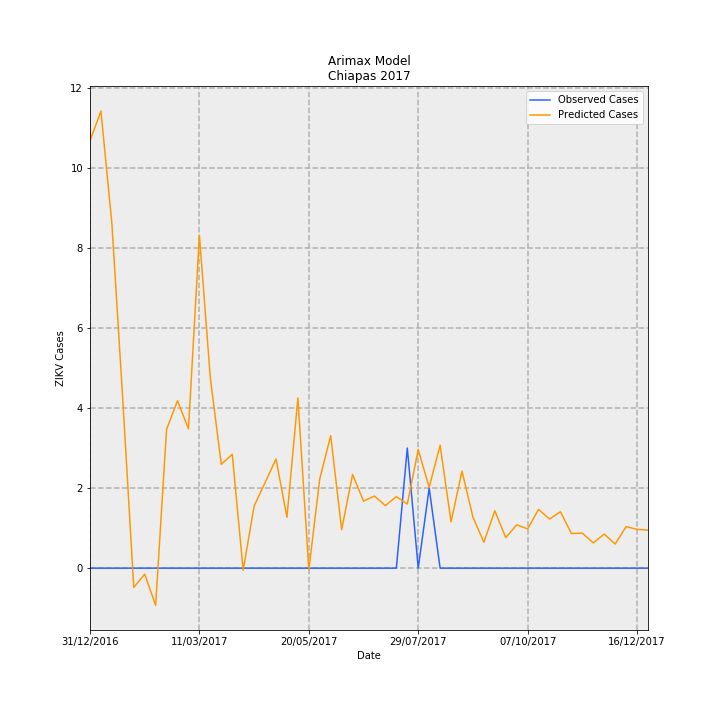 Arimax Model
Chiapas 2017
Observed Cases
Predicted Cases
12
10
8
6
4
2
0
ZIKV Cases
31/12/2016 11/03/2017 20/05/2017 29/07/2017 07/10/2017 16/12/2017
Date